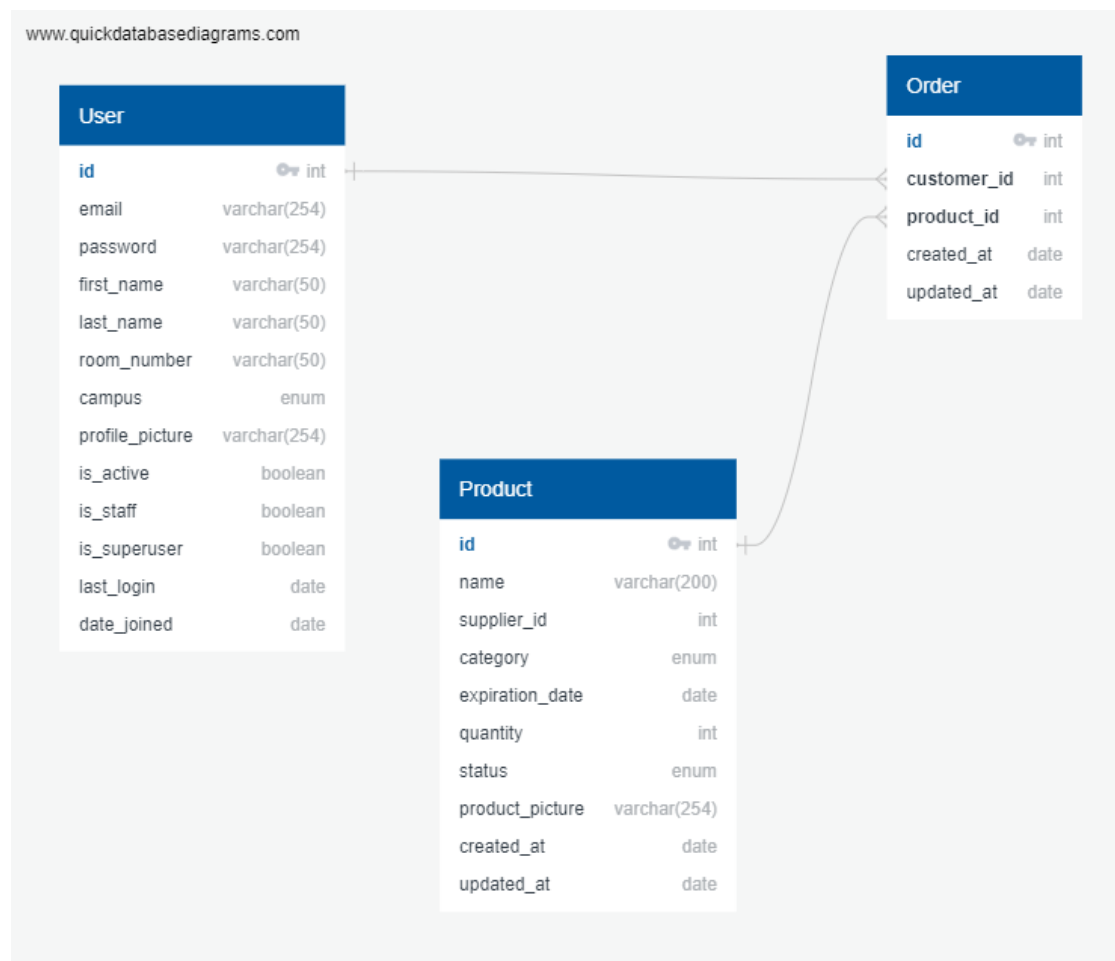 www.quickdatabasediagrams.com
User
id int
email varchar(254)
password varchar(254)
first_name varchar(50)
last_name varchar(50)
room_number varchar(50)
campus enum
profile_picture varchar(254)
is_active boolean
is_staff boolean
is_superuser boolean
last_login date
date_joined date
Order
id int
customer_id int
product_id int
created_at date
updated_at date
Product
id int
name varchar(200)
supplier_id int
category enum
expiration_date date
quantity int
status enum
product_picture varchar(254)
created_at date
updated_at date